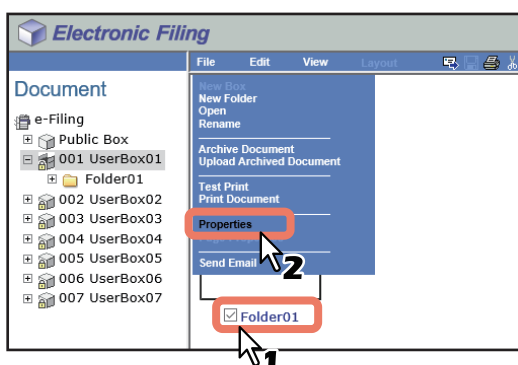 Electronic Filing
File Edit View Layout
Document
e-Filing
Public Box
001 UserBox01
Folder01
002 UserBox02
003 UserBox03
004 UserBox04
005 UserBox05
006 UserBox06
007 UserBox07
New Box
New Folder
Open
Rename
Archive Document
Upload Archived Document
Test Print
Print Document
Properties
Send Email
2
Folder01
1